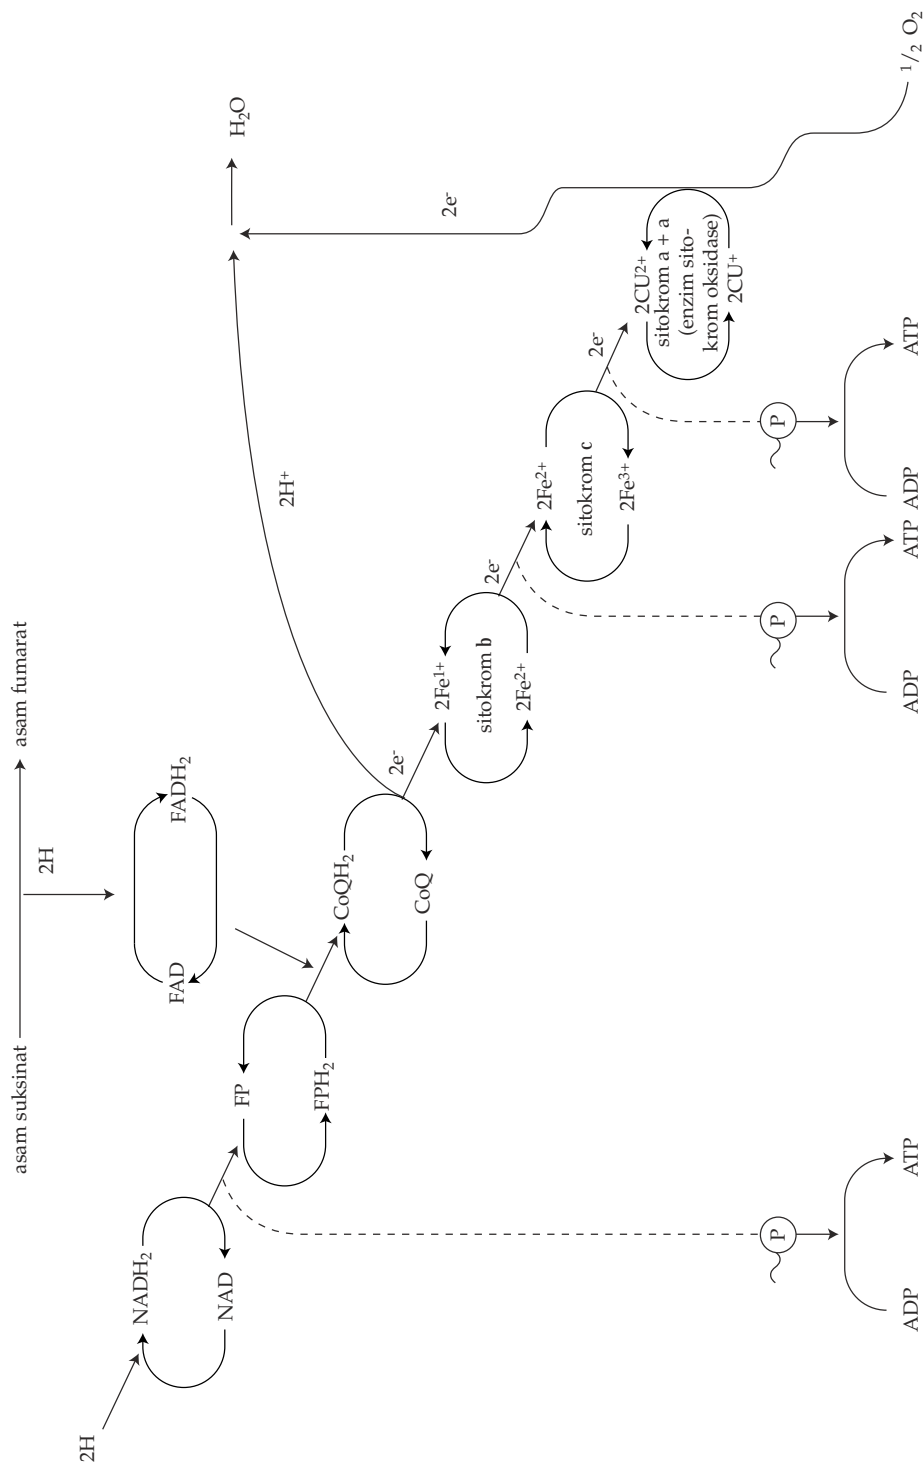 asam suksinat
asam fumarat
2H
FAD
FADH₂
2H
NADH₂
NAD
FP
FPH₂
CoQH₂
CoQ
2H⁺
2e⁻
2Fe¹⁺
sitokrom b
2Fe²⁺
2e⁻
2Fe²⁺
sitokrom c
2Fe³⁺
2e⁻
2CU²⁺
sitokrom a + a
(enzim sito-
krom oksidase)
2CU⁺
2e⁻
H₂O
¹/₂ O₂
P
P
P
ADP
ATP
ADP
ATP
ADP
ATP